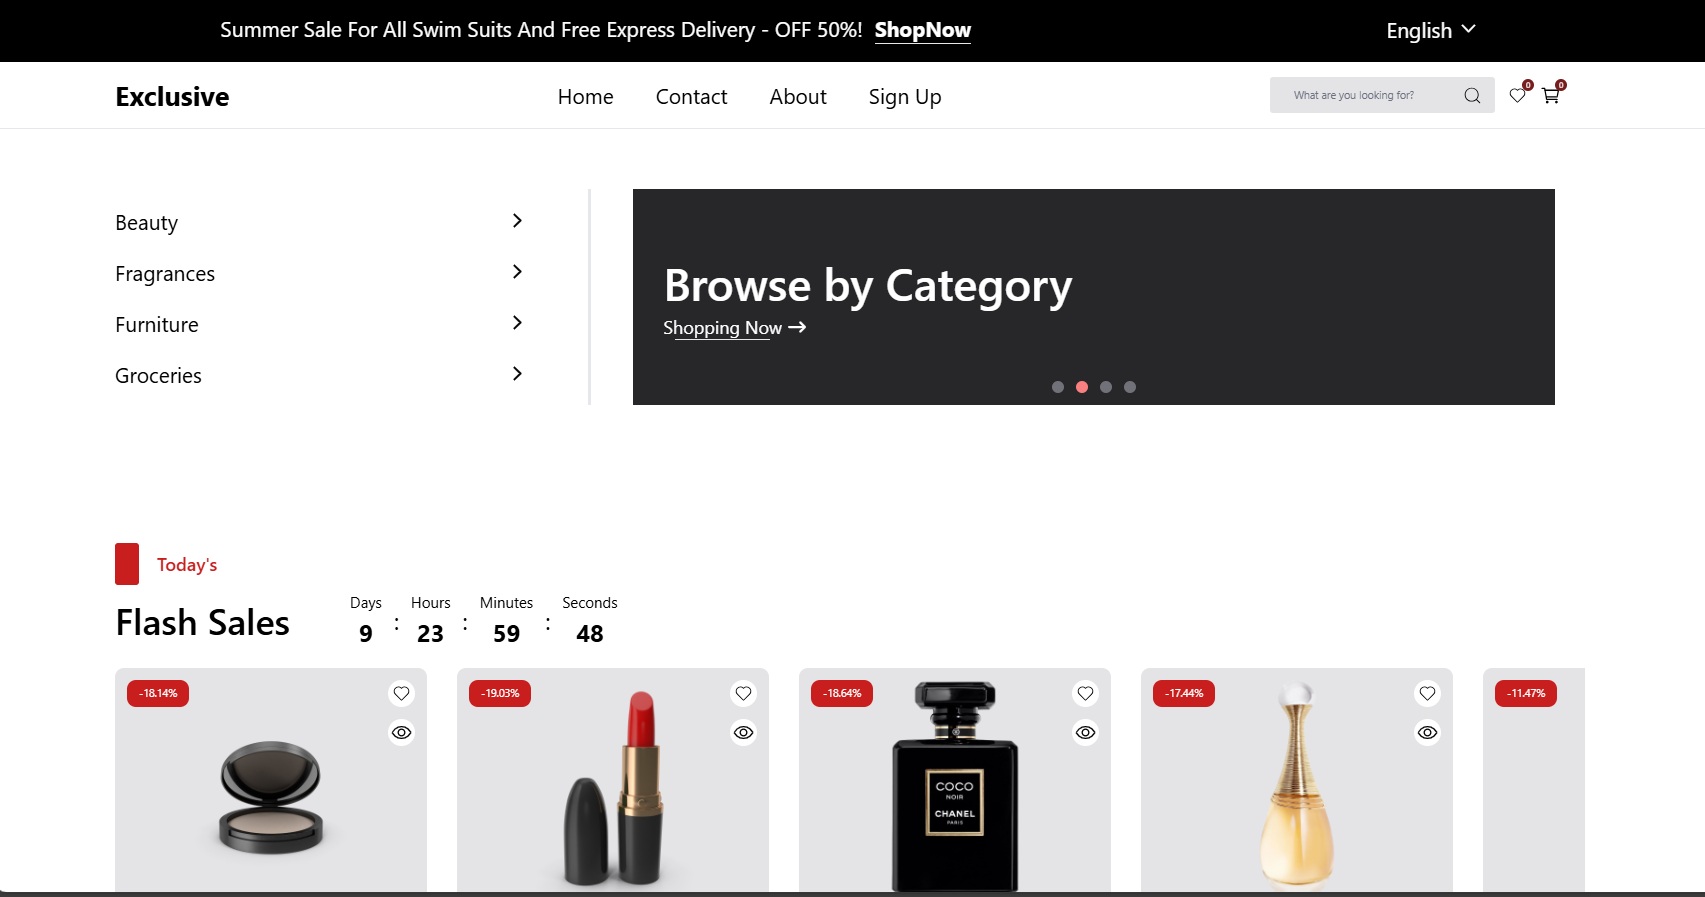 Summer Sale For All Swim Suits And Free Express Delivery - OFF 50%! ShopNow
English
Exclusive
Home Contact About Sign Up
What are you looking for?
0 0
Beauty
Fragrances
Furniture
Groceries
Browse by Category
Shopping Now
Today's
Flash Sales
Days : Hours : Minutes : Seconds
9 23 59 48
-18.14%
-19.03%
-18.64%
COCO
NOIR
CHANEL
PARIS
-17.44%
-11.47%